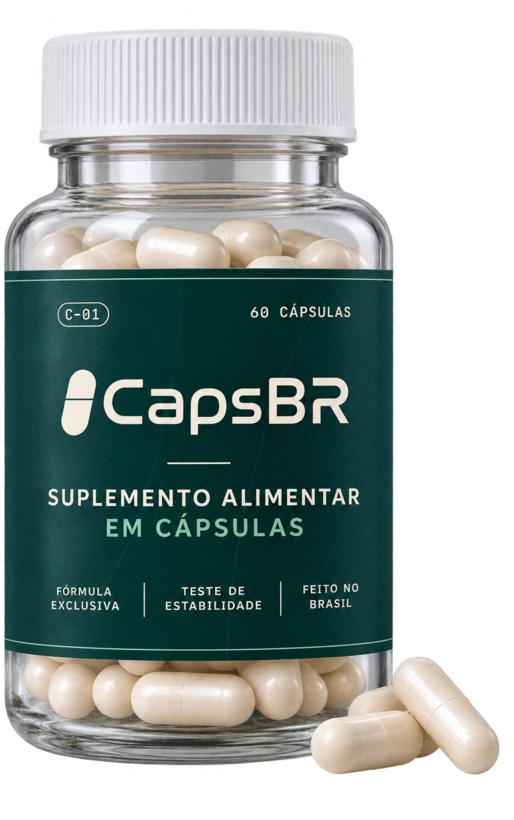 C-01
60 CÁPSULAS
CapsBR
SUPLEMENTO ALIMENTAR
EM CÁPSULAS
FÓRMULA
EXCLUSIVA
TESTE DE
ESTABILIDADE
FEITO NO
BRASIL